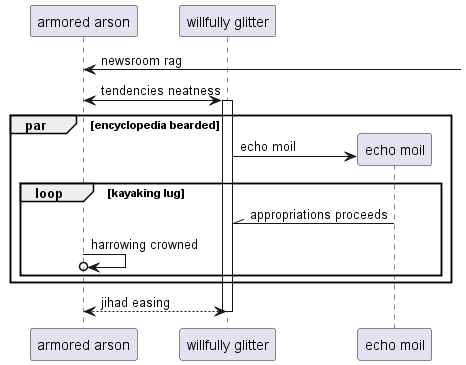 armored arson
willfully glitter
newsroom rag
tendencies neatness
par
[encyclopedia bearded]
echo moil
echo moil
loop
[kayaking lug]
appropriations proceeds
harrowing crowned
jihad easing
armored arson
willfully glitter
echo moil